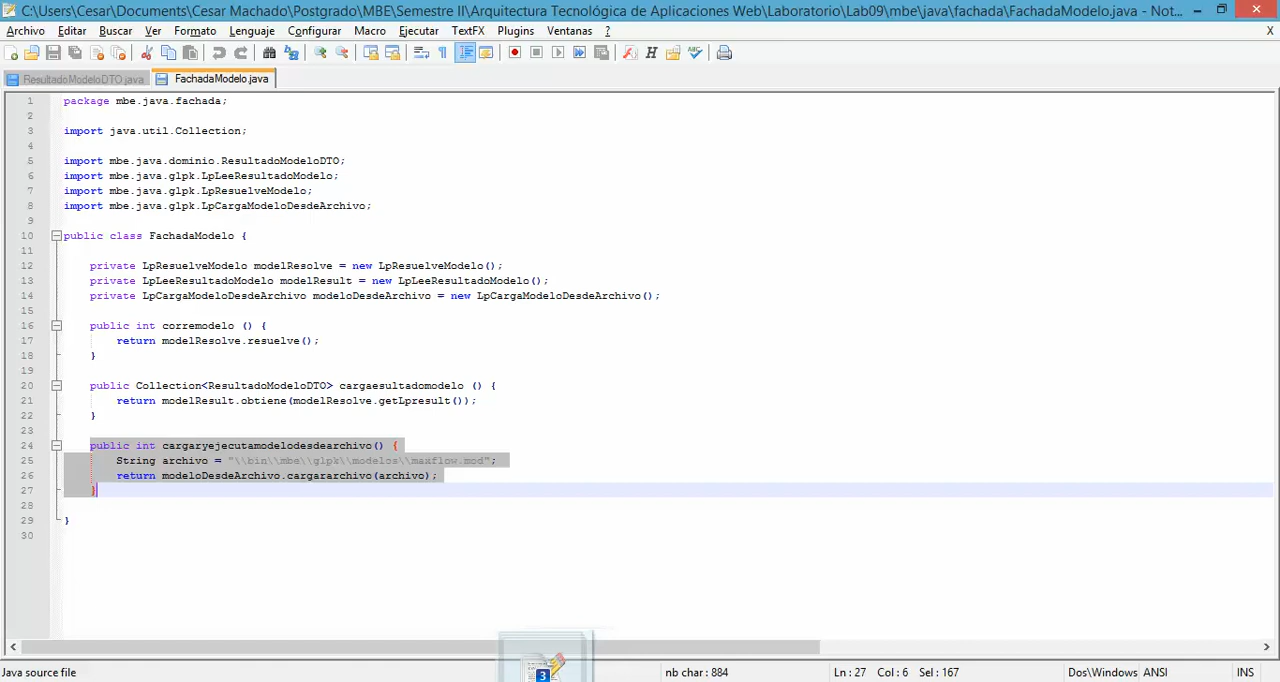 C:\Users\Cesar\Documents\Cesar Machado\Postgrado\MBE\Semestre II\Arquitectura Tecnológica de Aplicaciones Web\Laboratorio\Lab09\mbe\java\fachada\FachadaModelo.java - Not...
Archivo Editar Buscar Ver Formato Lenguaje Configurar Macro Ejecutar TextFX Plugins Ventanas ? X
ResultadoModeloDTO.java FachadaModelo.java
1 package mbe.java.fachada;
2
3 import java.util.Collection;
4
5 import mbe.java.dominio.ResultadoModeloDTO;
6 import mbe.java.glpk.LpLeeResultadoModelo;
7 import mbe.java.glpk.LpResuelveModelo;
8 import mbe.java.glpk.LpCargaModeloDesdeArchivo;
9
10 public class FachadaModelo {
11
12 private LpResuelveModelo modelResolve = new LpResuelveModelo();
13 private LpLeeResultadoModelo modelResult = new LpLeeResultadoModelo();
14 private LpCargaModeloDesdeArchivo modeloDesdeArchivo = new LpCargaModeloDesdeArchivo();
15
16 public int corremodelo () {
17 return modelResolve.resuelve();
18 }
19
20 public Collection<ResultadoModeloDTO> cargaesultadomodelo () {
21 return modelResult.obtiene(modelResolve.getLpresult());
22 }
23
24 public int cargaryejecutamodelodesdearchivo() {
25 String archivo = "\\bin\\mbe\\glpk\\modelos\\maxflow.mod";
26 return modeloDesdeArchivo.cargararchivo(archivo);
27 }
28
29 }
30
3
Java source file nb char : 884 Ln : 27 Col : 6 Sel : 167 Dos\Windows ANSI INS